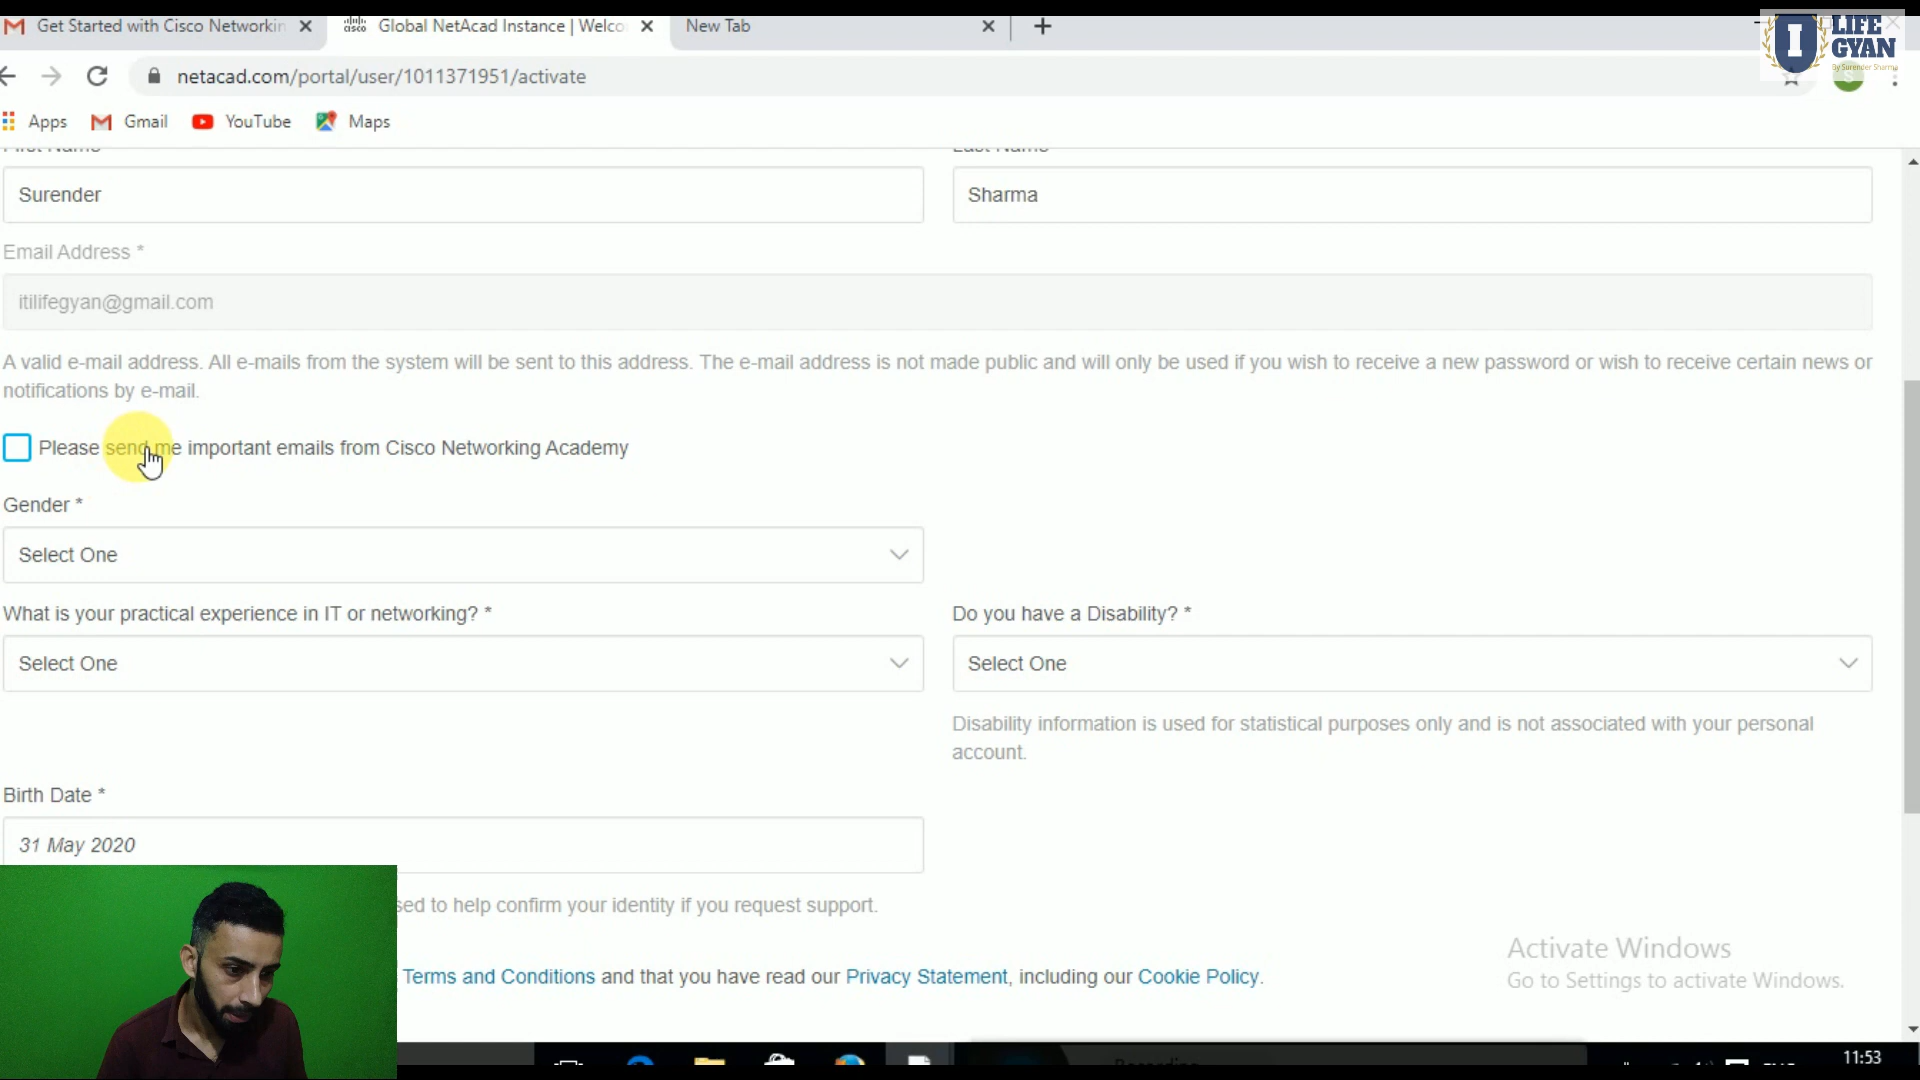 Get Started with Cisco Networkin
Global NetAcad Instance | Welco
New Tab
LIFE
GYAN
By Surender Sharma
netacad.com/portal/user/1011371951/activate
Apps
Gmail
YouTube
Maps
First Name
Last Name
Surender
Sharma
Email Address *
itilifegyan@gmail.com
A valid e-mail address. All e-mails from the system will be sent to this address. The e-mail address is not made public and will only be used if you wish to receive a new password or wish to receive certain news or
notifications by e-mail.
Please send me important emails from Cisco Networking Academy
Gender *
Select One
What is your practical experience in IT or networking? *
Do you have a Disability? *
Select One
Select One
Disability information is used for statistical purposes only and is not associated with your personal
account.
Birth Date *
31 May 2020
sed to help confirm your identity if you request support.
Terms and Conditions and that you have read our Privacy Statement, including our Cookie Policy.
Activate Windows
Go to Settings to activate Windows.
11:53